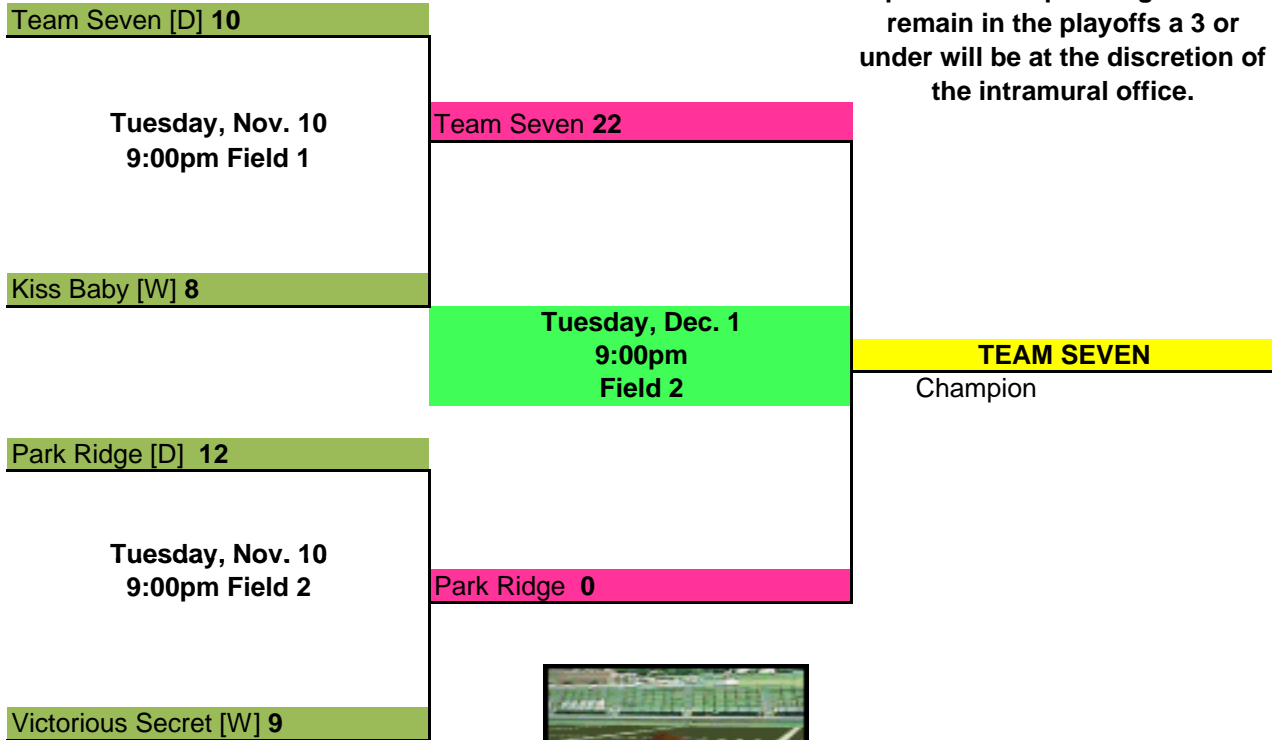 Team Seven [D] 10
remain in the playoffs a 3 or
under will be at the discretion of
the intramural office.
Tuesday, Nov. 10
9:00pm Field 1
Team Seven 22
Kiss Baby [W] 8
Tuesday, Dec. 1
9:00pm
Field 2
TEAM SEVEN
Champion
Park Ridge [D] 12
Tuesday, Nov. 10
9:00pm Field 2
Park Ridge 0
Victorious Secret [W] 9